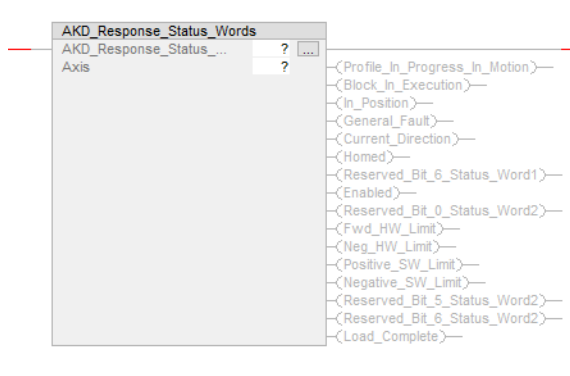 AKD_Response_Status_Words
AKD_Response_Status_... ? ...
Axis ?
Profile_In_Progress_In_Motion
Block_In_Execution
In_Position
General_Fault
Current_Direction
Homed
Reserved_Bit_6_Status_Word1
Enabled
Reserved_Bit_0_Status_Word2
Fwd_HW_Limit
Neg_HW_Limit
Positive_SW_Limit
Negative_SW_Limit
Reserved_Bit_5_Status_Word2
Reserved_Bit_6_Status_Word2
Load_Complete